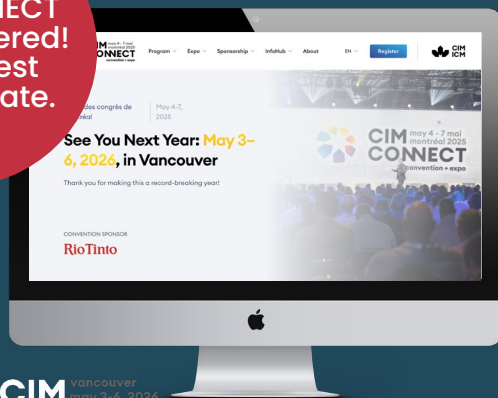 NECT
ered!
est
ate.
CONNECT
convention + expo
Program
Expo
Sponsorship
InfoHub
About
EN
Register
CIM
ICM
des congrès de
May 4-7,
2025
See You Next Year: May 3–
6, 2026, in Vancouver
Thank you for making this a record-breaking year!
CONVENTION SPONSOR
RioTinto
CIM may 4 - 7 mai
montréal 2025
CONNECT
convention + expo
CIM vancouver
may 3-6, 2026